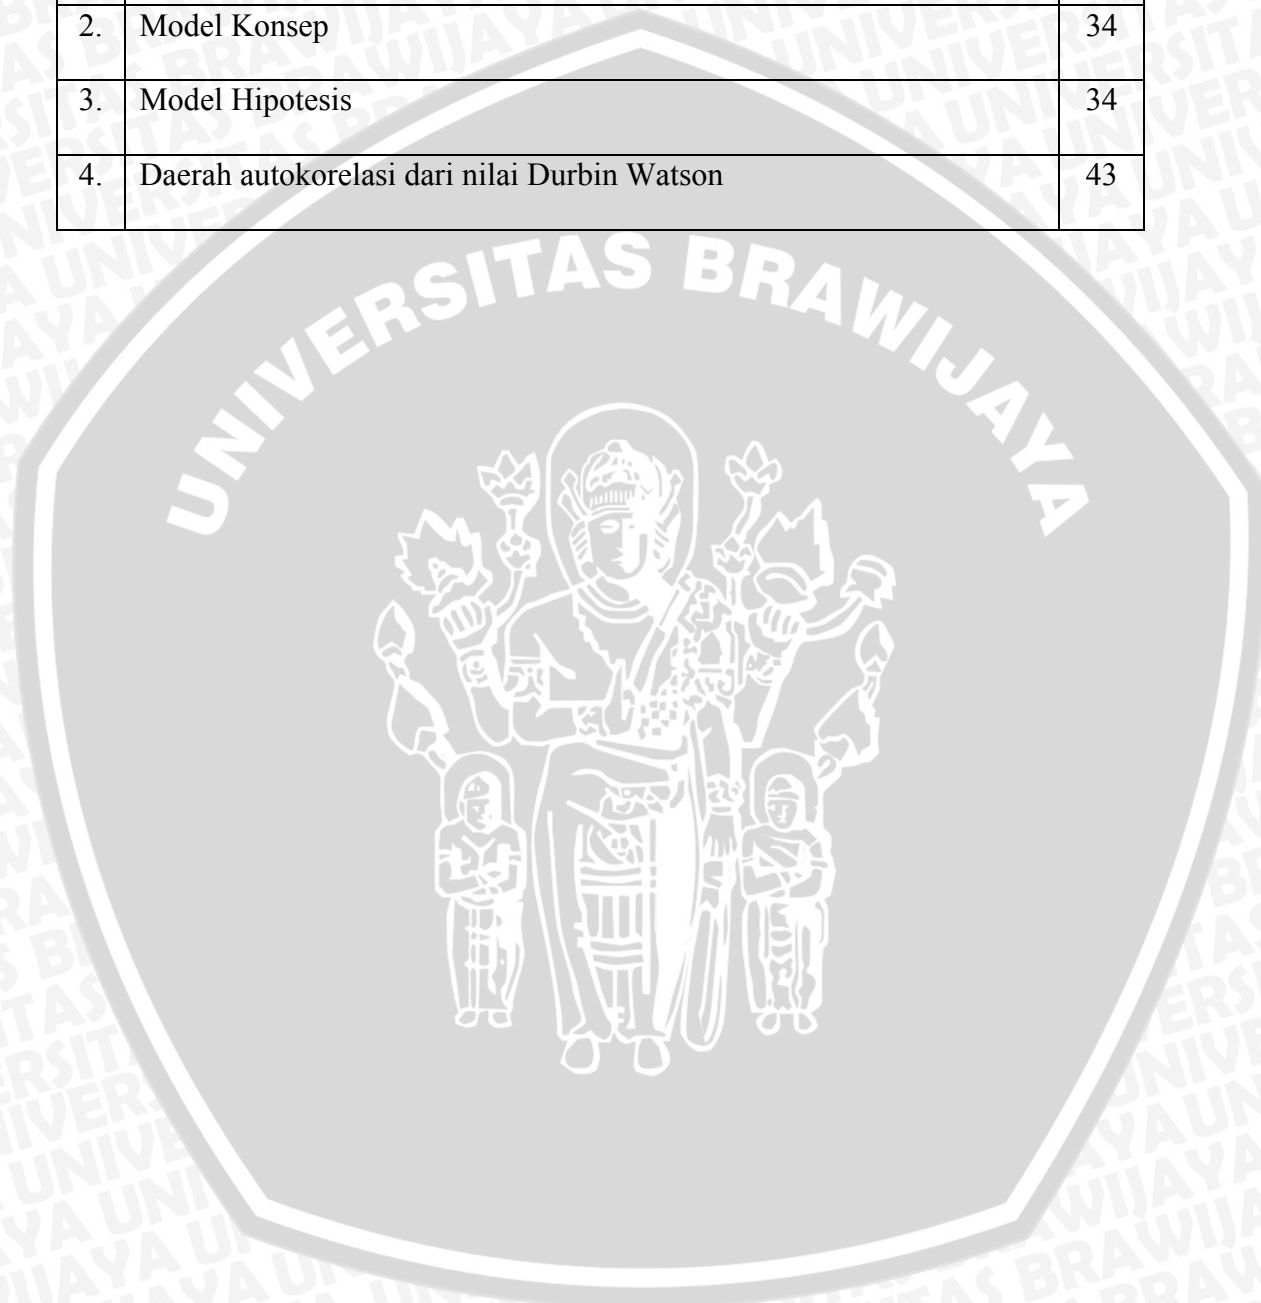 2. Model Konsep 34
3. Model Hipotesis 34
4. Daerah autokorelasi dari nilai Durbin Watson 43
UNIVERSITAS BRAWIJAYA